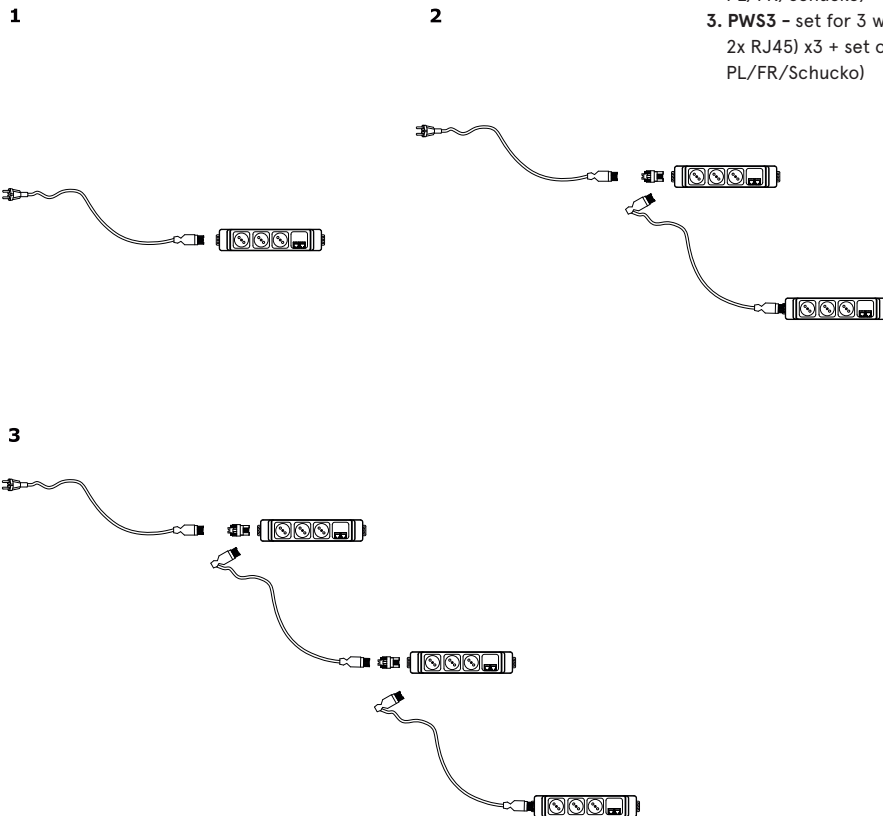 1
2
3. PWS3 - set for 3
2x RJ45) x3 + set
PL/FR/Schucko)
3